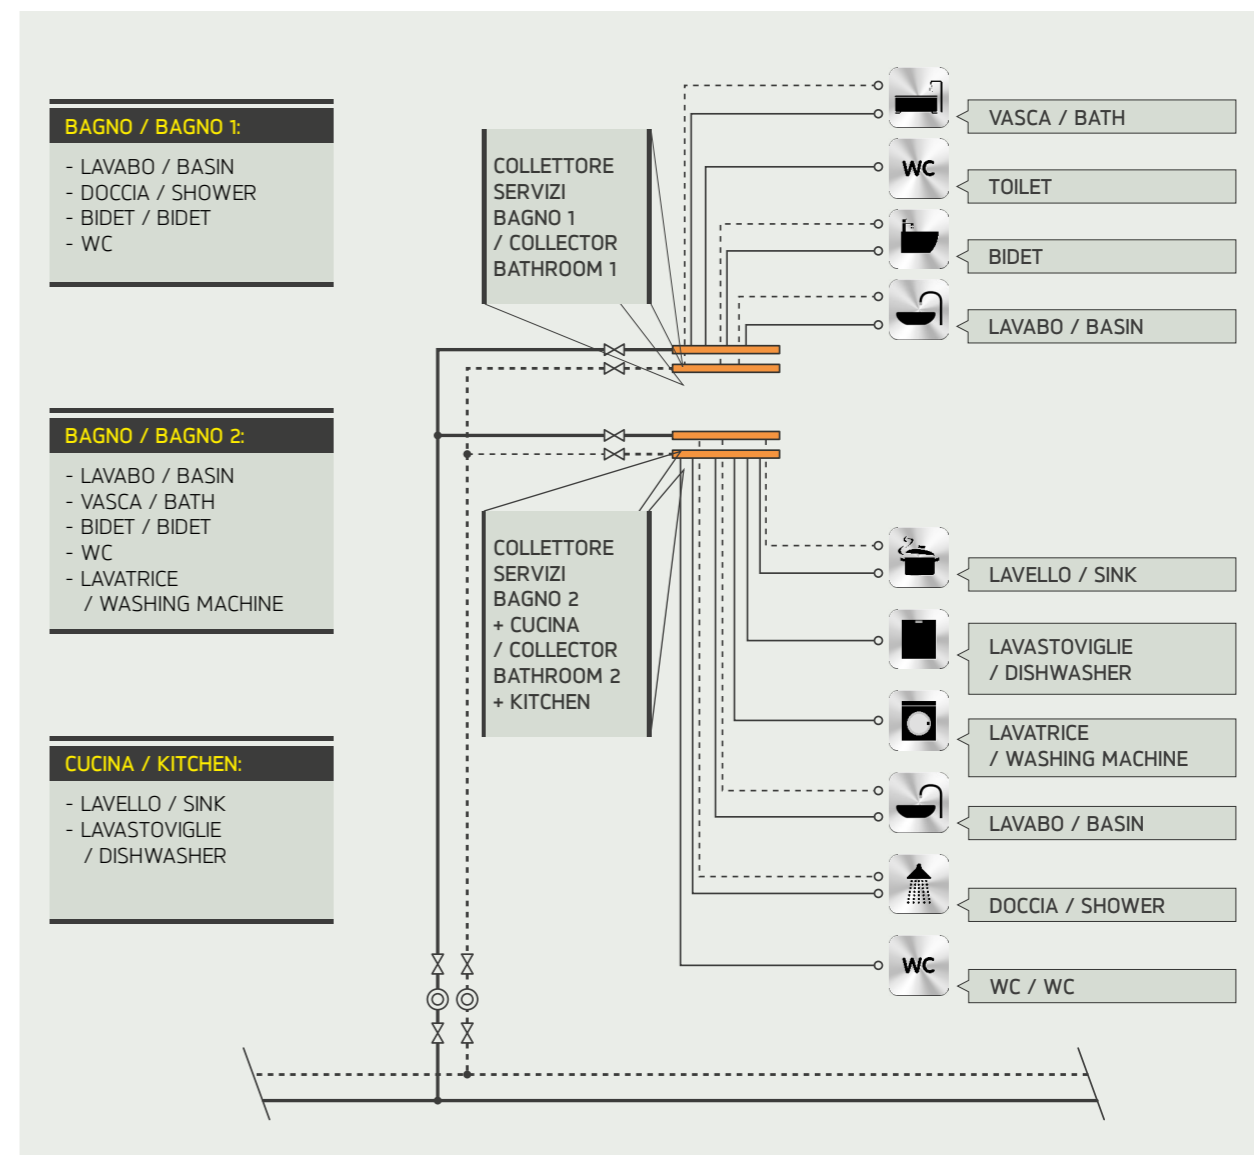 BAGNO / BAGNO 1:
- LAVABO / BASIN
- DOCCIA / SHOWER
- BIDET / BIDET
- WC
BAGNO / BAGNO 2:
- LAVABO / BASIN
- VASCA / BATH
- BIDET / BIDET
- WC
- LAVATRICE
/ WASHING MACHINE
CUCINA / KITCHEN:
- LAVELLO / SINK
- LAVASTOVIGLIE
/ DISHWASHER
COLLETTORE
SERVIZI
BAGNO 1
/ COLLECTOR
BATHROOM 1
COLLETTORE
SERVIZI
BAGNO 2
+ CUCINA
/ COLLECTOR
BATHROOM 2
+ KITCHEN
VASCA / BATH
WC
TOILET
BIDET
LAVABO / BASIN
LAVELLO / SINK
LAVASTOVIGLIE
/ DISHWASHER
LAVATRICE
/ WASHING MACHINE
LAVABO / BASIN
DOCCIA / SHOWER
WC
WC / WC